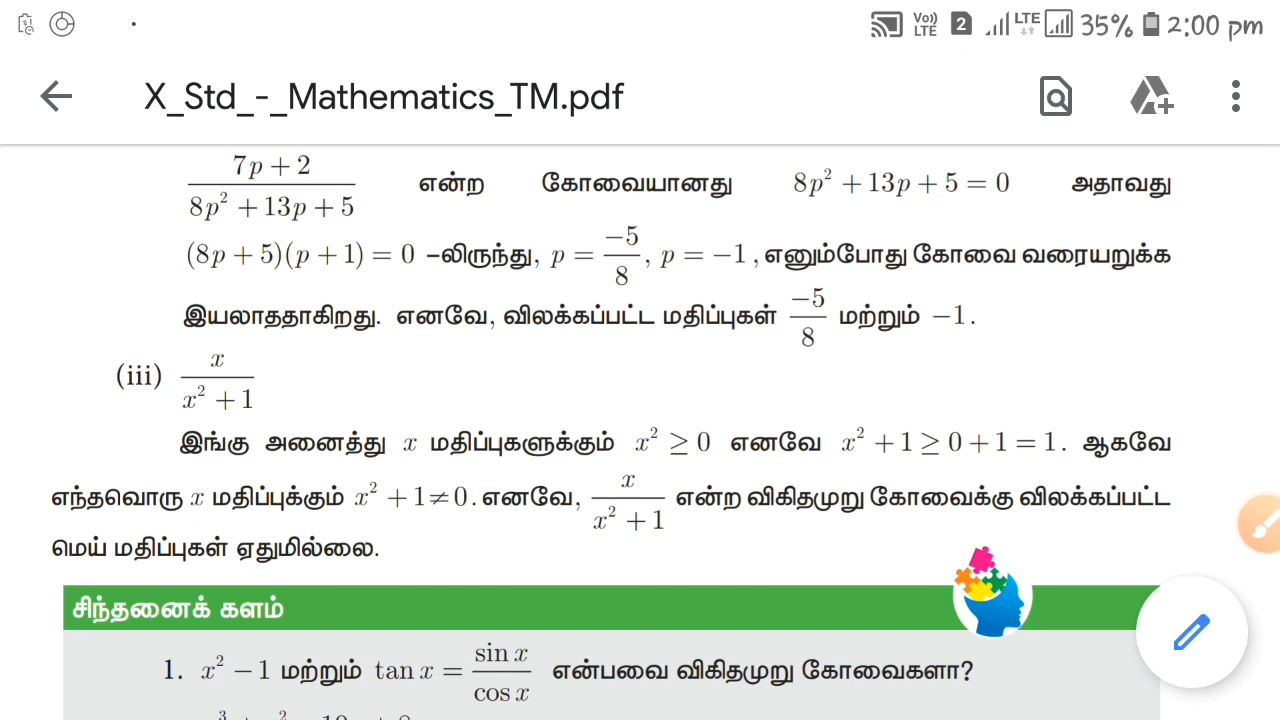 2 LTE 35% 2:00 pm
X_Std_-_Mathematics_TM.pdf
7p + 2 / 8p² + 13p + 5 என்ற கோவையானது 8p² + 13p + 5 = 0 அதாவது
(8p + 5)(p + 1) = 0 –லிருந்து, p = −5/8, p = −1, எனும்போது கோவை வரையறுக்க
இயலாததாகிறது. எனவே, விலக்கப்பட்ட மதிப்புகள் −5/8 மற்றும் −1.
(iii) x / x² + 1
இங்கு அனைத்து x மதிப்புகளுக்கும் x² ≥ 0 எனவே x² + 1 ≥ 0 + 1 = 1. ஆகவே
எந்தவொரு x மதிப்புக்கும் x² + 1 ≠ 0. எனவே, x / x² + 1 என்ற விகிதமுறு கோவைக்கு விலக்கப்பட்ட
மெய் மதிப்புகள் ஏதுமில்லை.
சிந்தனைக் களம்
1. x² − 1 மற்றும் tan x = sin x / cos x என்பவை விகிதமுறு கோவைகளா?